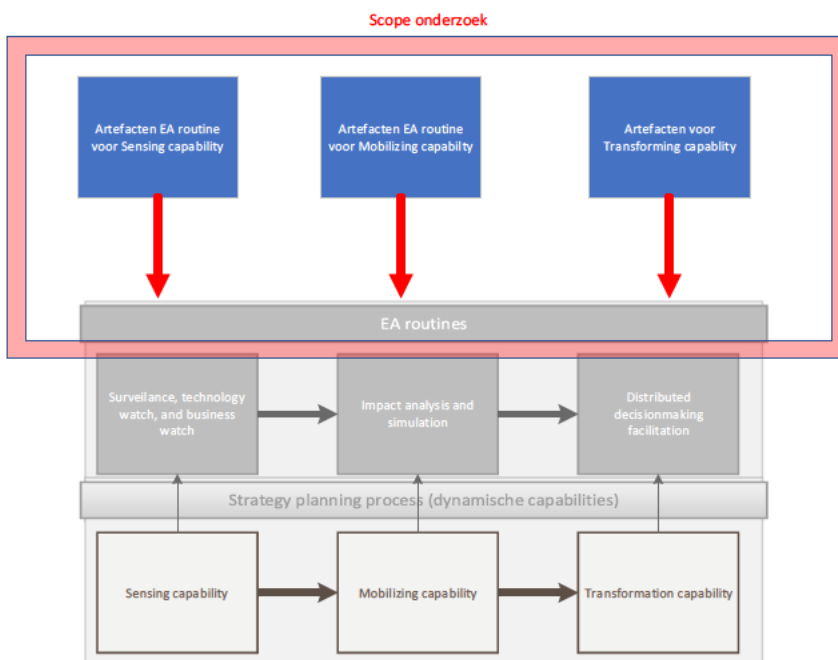 Scope onderzoek
Artefacten EA routine
voor Sensing capability
Artefacten EA routine
voor Mobilizing capabilty
Artefacten voor
Transforming capablity
EA routines
Surveilance, technology
watch, and business
watch
Impact analysis and
simulation
Distributed
decisionmaking
facilitation
Strategy planning process (dynamische capabilities)
Sensing capability
Mobilizing capability
Transformation capability